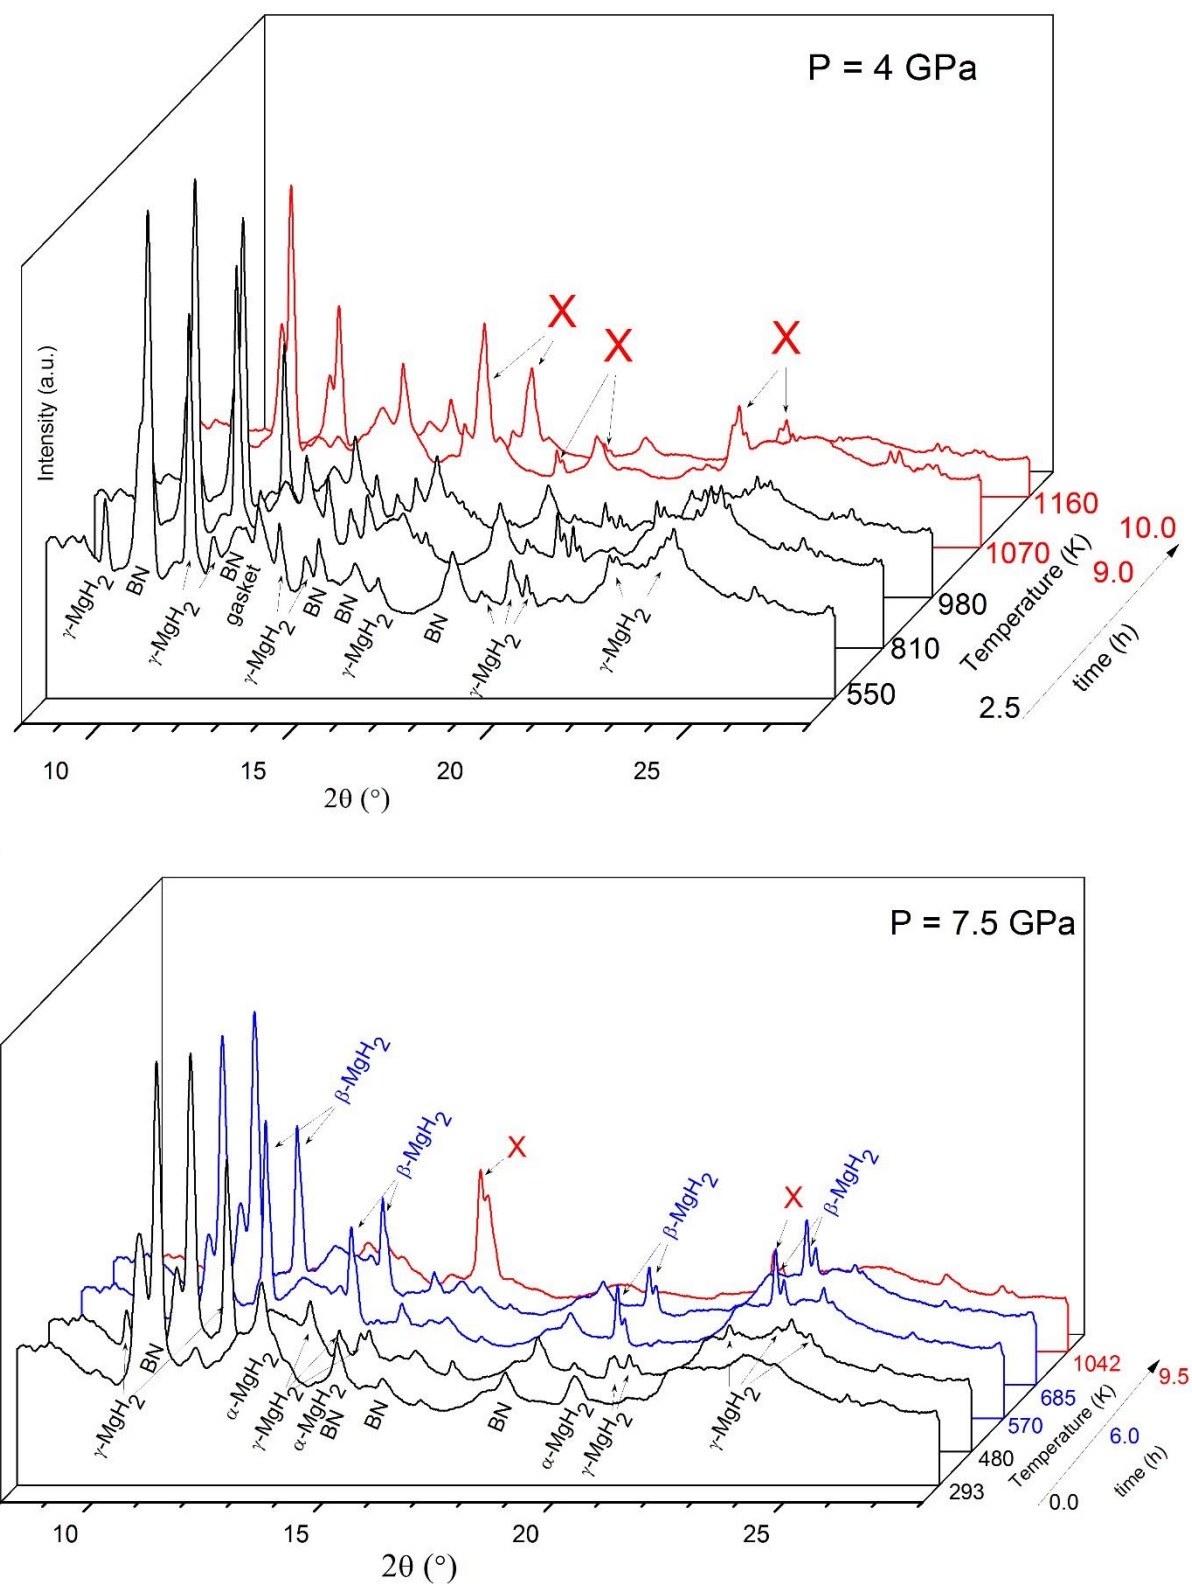 P = 4 GPa
Intensity (a.u.)
X
X
X
γ-MgH2
BN
γ-MgH2
BN
gasket
γ-MgH2
BN
BN
γ-MgH2
BN
γ-MgH2
γ-MgH2
1160
1070
980
810
550
Temperature (K)
10.0
9.0
2.5
time (h)
10
15
20
25
2θ (°)
P = 7.5 GPa
β-MgH2
β-MgH2
X
β-MgH2
X
β-MgH2
γ-MgH2
BN
α-MgH2
γ-MgH2
α-MgH2
BN
BN
BN
α-MgH2
γ-MgH2
γ-MgH2
1042
685
570
480
293
Temperature (K)
9.5
6.0
0.0
time (h)
10
15
20
25
2θ (°)